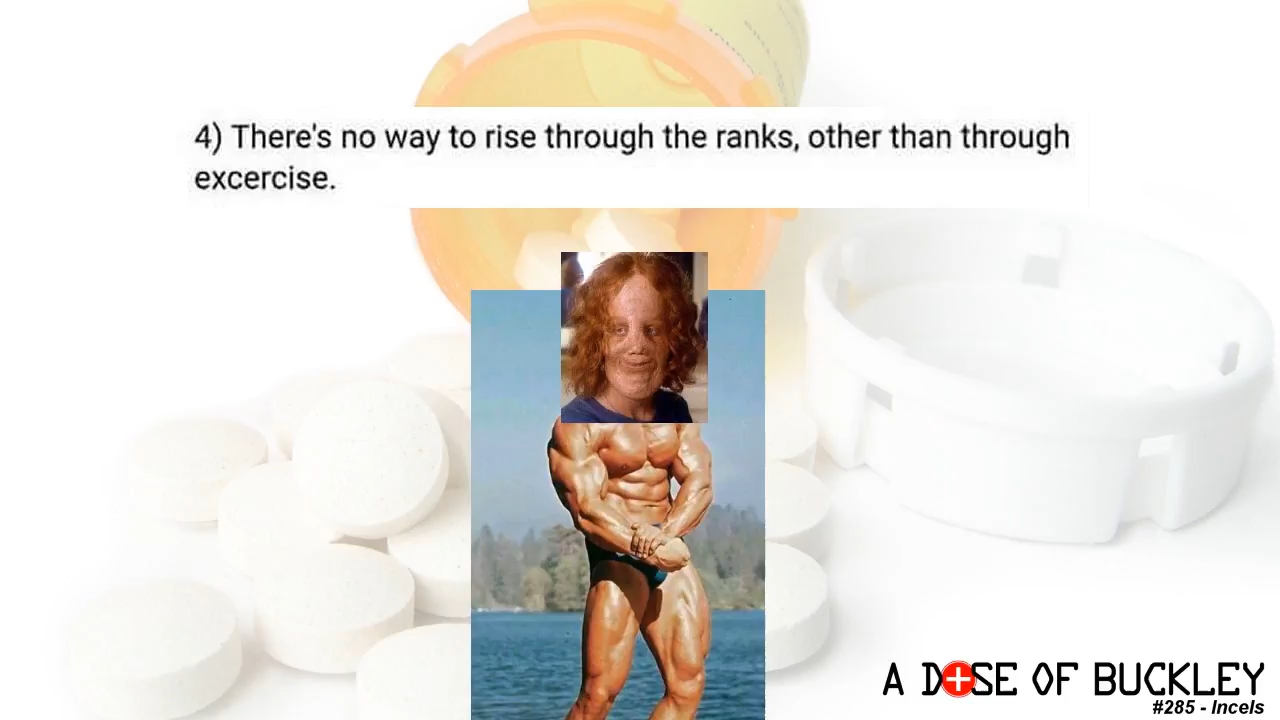 4) There's no way to rise through the ranks, other than through
excercise.
A DOSE OF BUCKLEY
#285 - Incels